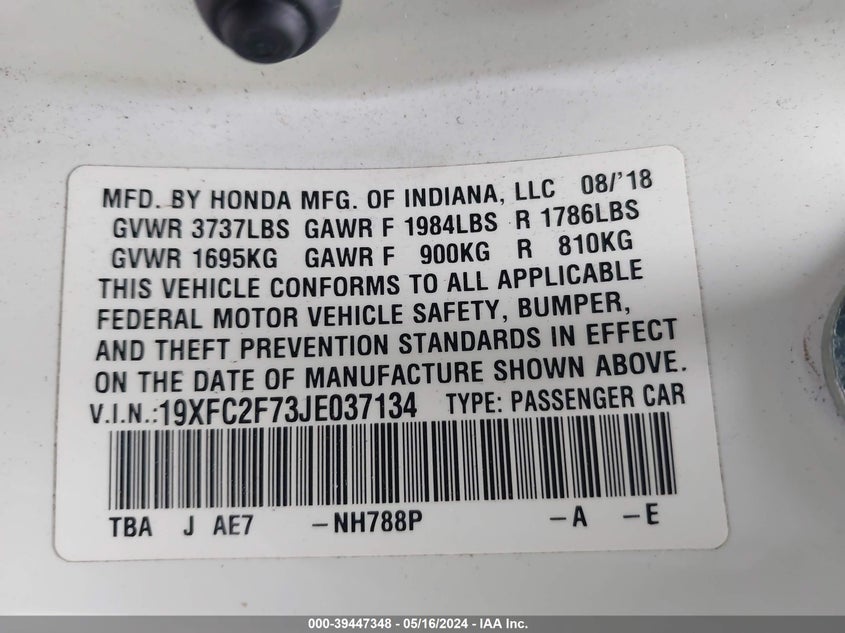 MFD. BY HONDA MFG. OF INDIANA, LLC 08/'18
GVWR 3737LBS GAWR F 1984LBS R 1786LBS
GVWR 1695KG GAWR F 900KG R 810KG
THIS VEHICLE CONFORMS TO ALL APPLICABLE
FEDERAL MOTOR VEHICLE SAFETY, BUMPER,
AND THEFT PREVENTION STANDARDS IN EFFECT
ON THE DATE OF MANUFACTURE SHOWN ABOVE.
V.I.N.:19XFC2F73JE037134 TYPE: PASSENGER CAR
TBA J AE7 -NH788P -A -E
000-39447348 - 05/16/2024 - IAA Inc.